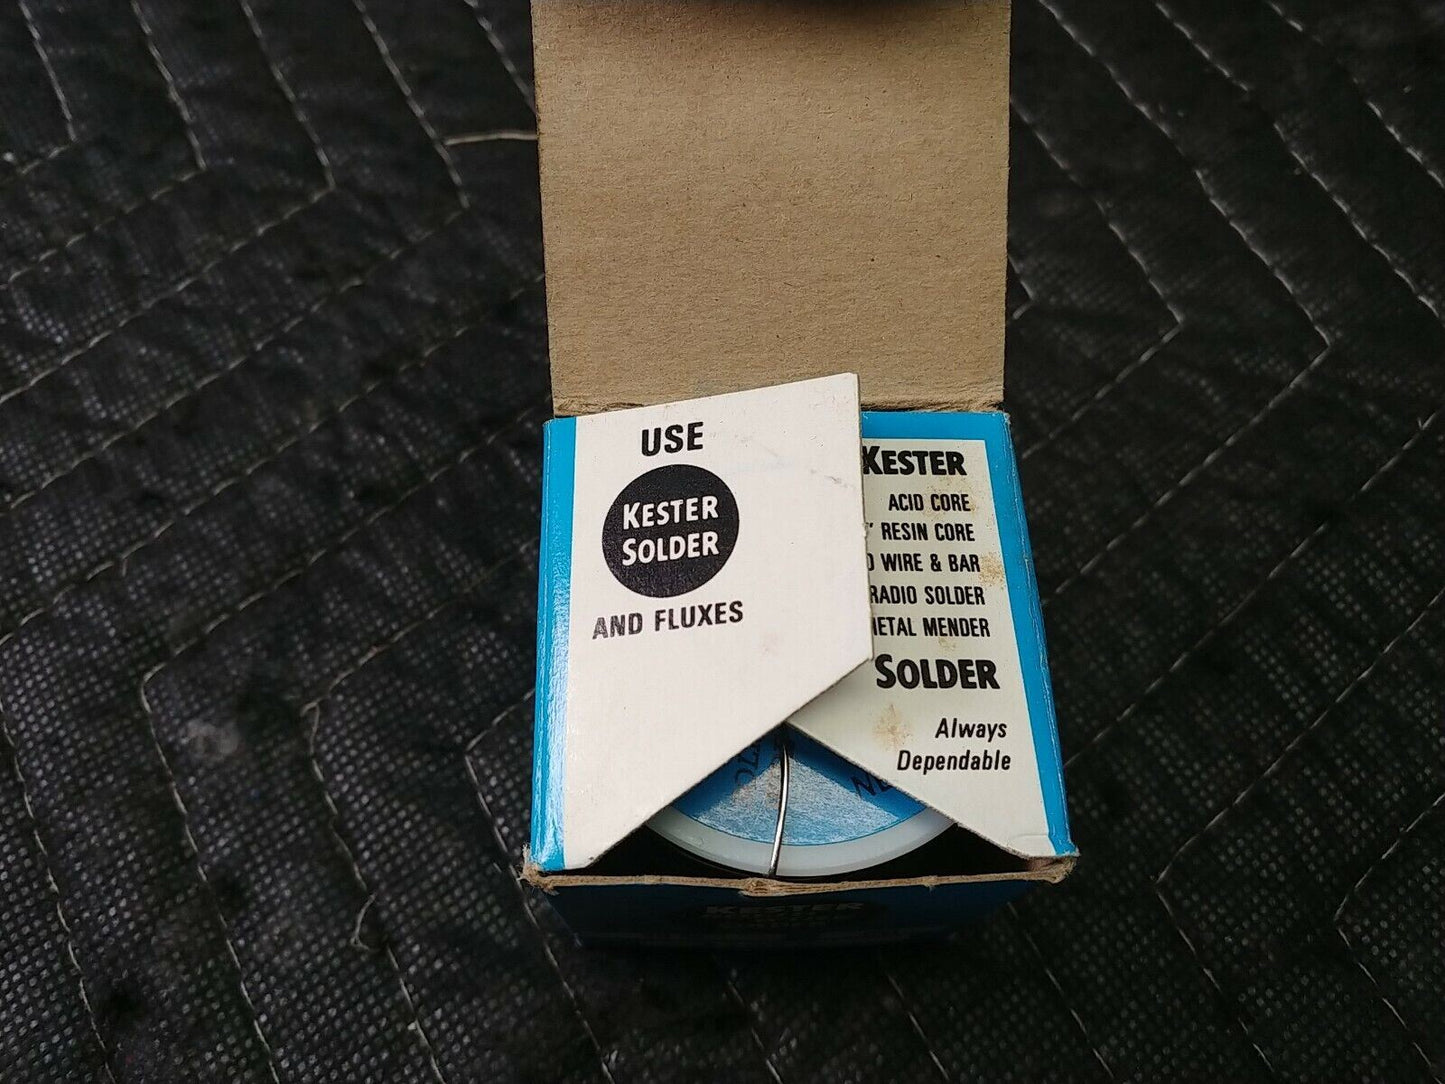 USE
KESTER
SOLDER
AND FLUXES
KESTER
ACID CORE
" RESIN CORE
WIRE & BAR
RADIO SOLDER
METAL MENDER
SOLDER
Always
Dependable
KESTER